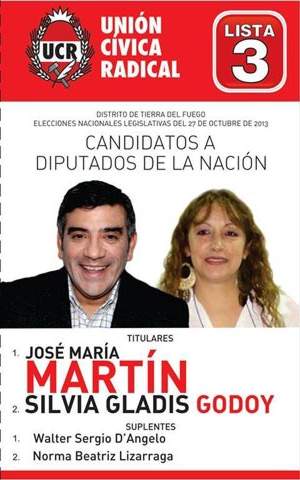 UCR
UNIÓN
CÍVICA
RADICAL
LISTA
3
DISTRITO DE TIERRA DEL FUEGO
ELECCIONES NACIONALES LEGISLATIVAS DEL 27 DE OCTUBRE DE 2013
CANDIDATOS A
DIPUTADOS DE LA NACIÓN
TITULARES
1. JOSÉ MARÍA
MARTÍN
2. SILVIA GLADIS GODOY
SUPLENTES
1. Walter Sergio D'Angelo
2. Norma Beatriz Lizarraga